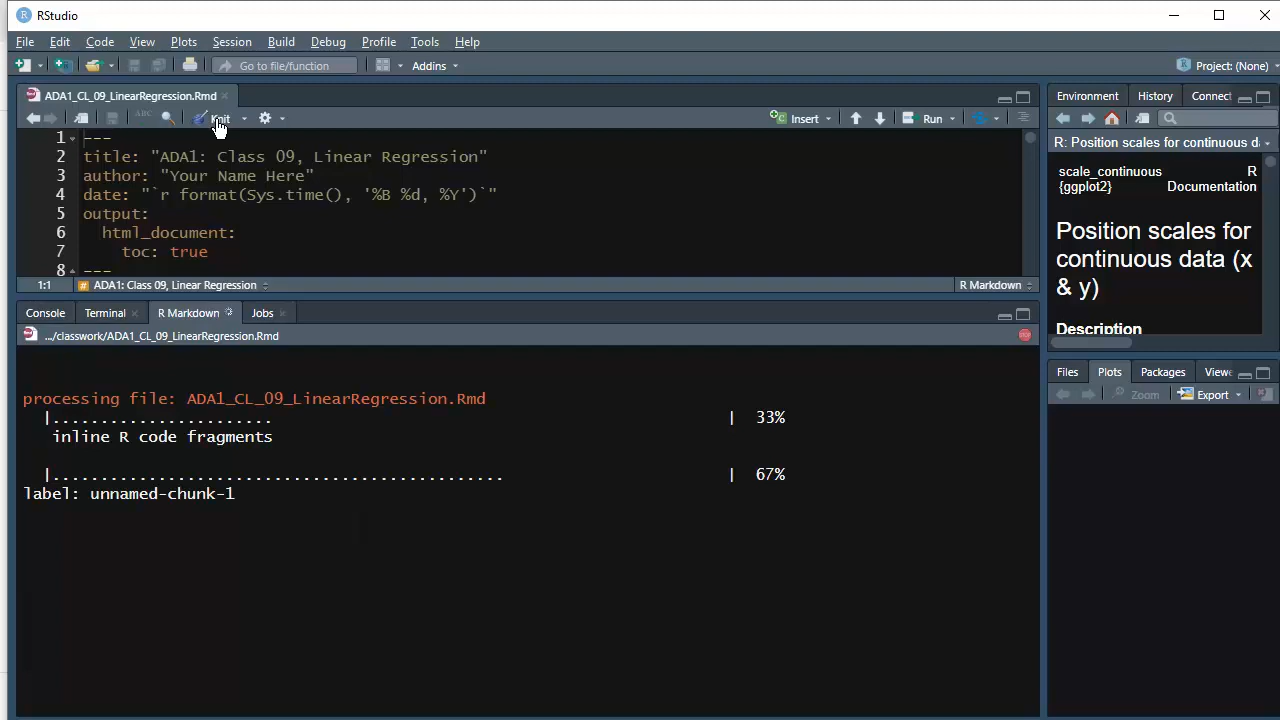 RStudio
File Edit Code View Plots Session Build Debug Profile Tools Help
Go to file/function Addins Project: (None)
ADA1_CL_09_LinearRegression.Rmd
ABC Knit Insert Run
1 ---
2 title: "ADA1: Class 09, Linear Regression"
3 author: "Your Name Here"
4 date: "`r format(Sys.time(), '%B %d, %Y')`"
5 output:
6 html_document:
7 toc: true
8 ---
1:1 # ADA1: Class 09, Linear Regression R Markdown
Console Terminal R Markdown Jobs
.../classwork/ADA1_CL_09_LinearRegression.Rmd
processing file: ADA1_CL_09_LinearRegression.Rmd
|....................... | 33%
inline R code fragments
|............................................... | 67%
label: unnamed-chunk-1
Environment History Connect
R: Position scales for continuous d
scale_continuous R
{ggplot2} Documentation
Position scales for
continuous data (x
& y)
Description
Files Plots Packages View
Zoom Export